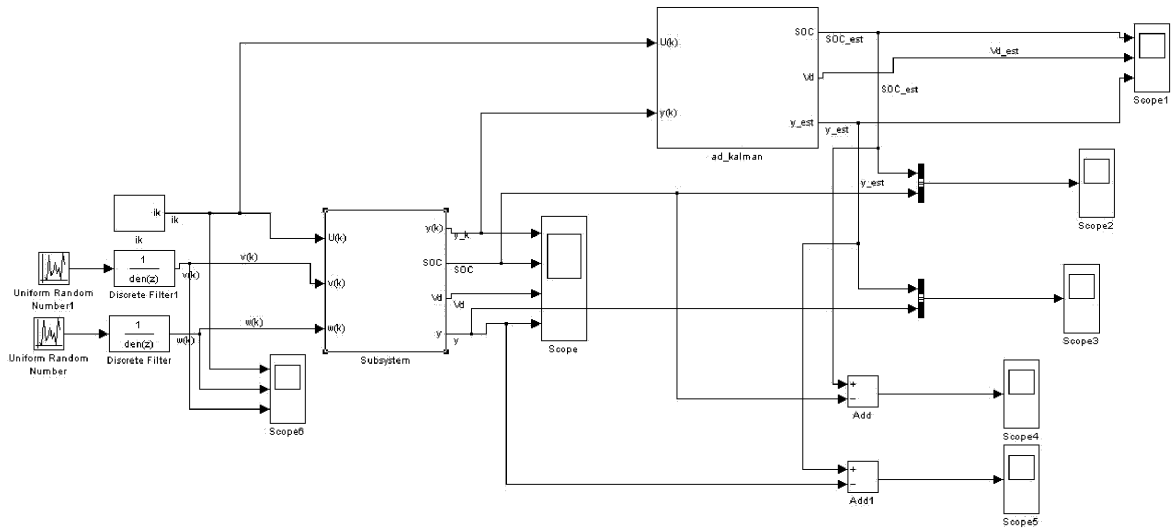 SOC
SOC_est
U(k)
Vd_est
Vd
SOC_est
Scope1
y(k)
y_est
y_est
ad_kalman
y_est
ik
ik
ik
Scope2
U(k)
y(k)
y_k
v(k)
SOC
SOC
1
den(z)
v(k)
v(k)
Uniform Random
Number1
Discrete Filter1
Vd
Vd
w(k)
w(k)
y
y
1
den(z)
w(k)
Scope
Scope3
Uniform Random
Number
Discrete Filter
Subsystem
+
−
Add
Scope6
Scope4
+
−
Add1
Scope5